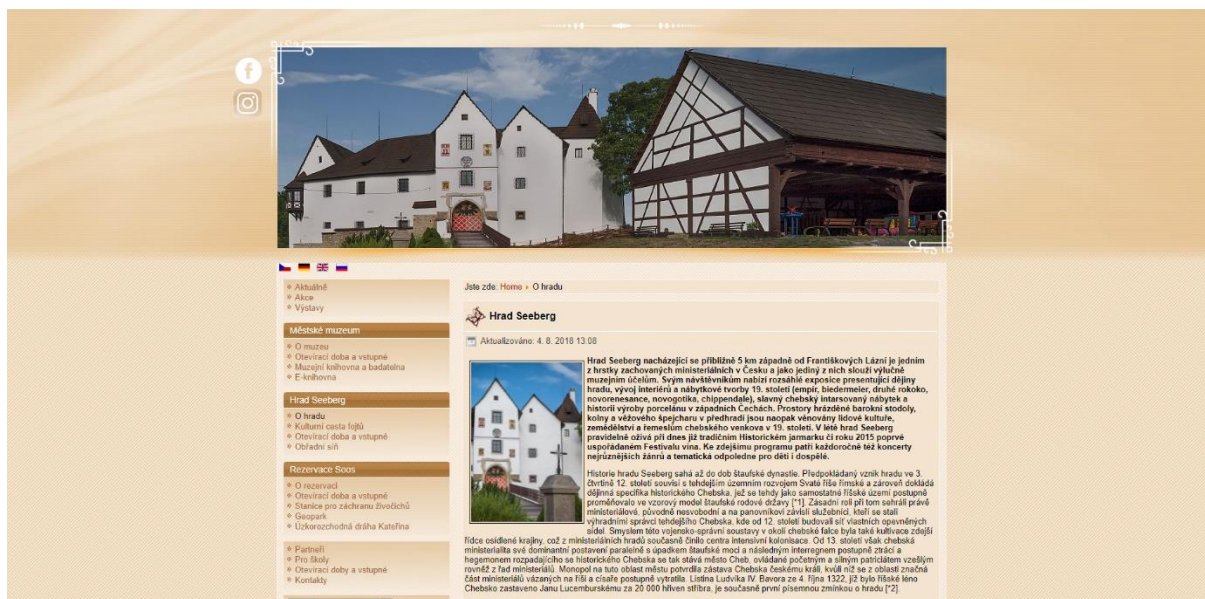 Aktuálně
Akce
Výstavy
Městské muzeum
O muzeu
Otevírací doba a vstupné
Muzejní knihovna a badatelna
E-knihovna
Hrad Seeberg
O hradu
Kulturní cesta fojtů
Otevírací doba a vstupné
Obřadní síň
Rezervace Soos
O rezervaci
Otevírací doba a vstupné
Stanice pro záchranu živočichů
Geopark
Úzkorozchodná dráha Kateřina
Partneři
Pro školy
Otevírací doby a vstupné
Kontakty
Jste zde: Home O hradu
Hrad Seeberg
Aktualizováno: 4. 8. 2018 13:08
Hrad Seeberg nacházející se přibližně 5 km západně od Františkových Lázní je jedním
z hrstky zachovaných ministeriálních v Česku a jako jediný z nich slouží výlučně
muzejním účelům. Svým návštěvníkům nabízí rozsáhlé exposice presentující dějiny
hradu, vývoj interiérů a nábytkové tvorby 19. století (empír, biedermeier, druhé rokoko,
novorenesance, novogotika, chippendale), slavný chebský intarsovaný nábytek a
historii výroby porcelánu v západních Čechách. Prostory hrázděné barokní stodoly,
kolny a věžového špejcharu v předhradí jsou naopak věnovány lidové kultuře,
zemědělství a řemeslům chebského venkova v 19. století. V létě hrad Seeberg
pravidelně ožívá při dnes již tradičním Historickém jarmarku či roku 2015 poprvé
uspořádaném Festivalu vína. Ke zdejšímu programu patří každoročně též koncerty
nejrůznějších žánrů a tematická odpoledne pro děti i dospělé.
Historie hradu Seeberg sahá až do dob štaufské dynastie. Předpokládaný vznik hradu ve 3.
čtvrtině 12. století souvisí s tehdejším územním rozvojem Svaté říše římské a zároveň dokládá
dějinná specifika historického Chebska, jež se tehdy jako samostatné říšské území postupně
proměňovalo ve vzorový model štaufské rodové državy [*1]. Zásadní roli při tom sehráli právě
ministeriálové, původně nesvobodní a na panovníkovi závislí služebníci, kteří se stali
výhradními správci tehdejšího Chebska, kde od 12. století budovali síť vlastních opevněných
sídel. Smyslem této vojensko-správní soustavy v okolí chebské falce byla také kultivace zdejší
řídce osídlené krajiny, což z ministeriálních hradů současně činilo centra intensivní kolonisace. Od 13. století však chebská
ministerialita své dominantní postavení paralelně s úpadkem štaufské moci a následným interregnem postupně ztrácí a
hegemonem rozpadajícího se historického Chebska se tak stává město Cheb, ovládané početným a silným patriciátem vzešlým
rovněž z řad ministeriálů. Monopol na tuto oblast městu potvrdila zástava Chebska českému králi, kvůli níž se z oblasti značná
část ministeriálů vázaných na říši a císaře postupně vytratila. Listina Ludvíka IV. Bavora ze 4. října 1322, jíž bylo říšské léno
Chebsko zastaveno Janu Lucemburskému za 20 000 hřiven stříbra, je současně první písemnou zmínkou o hradu [*2].